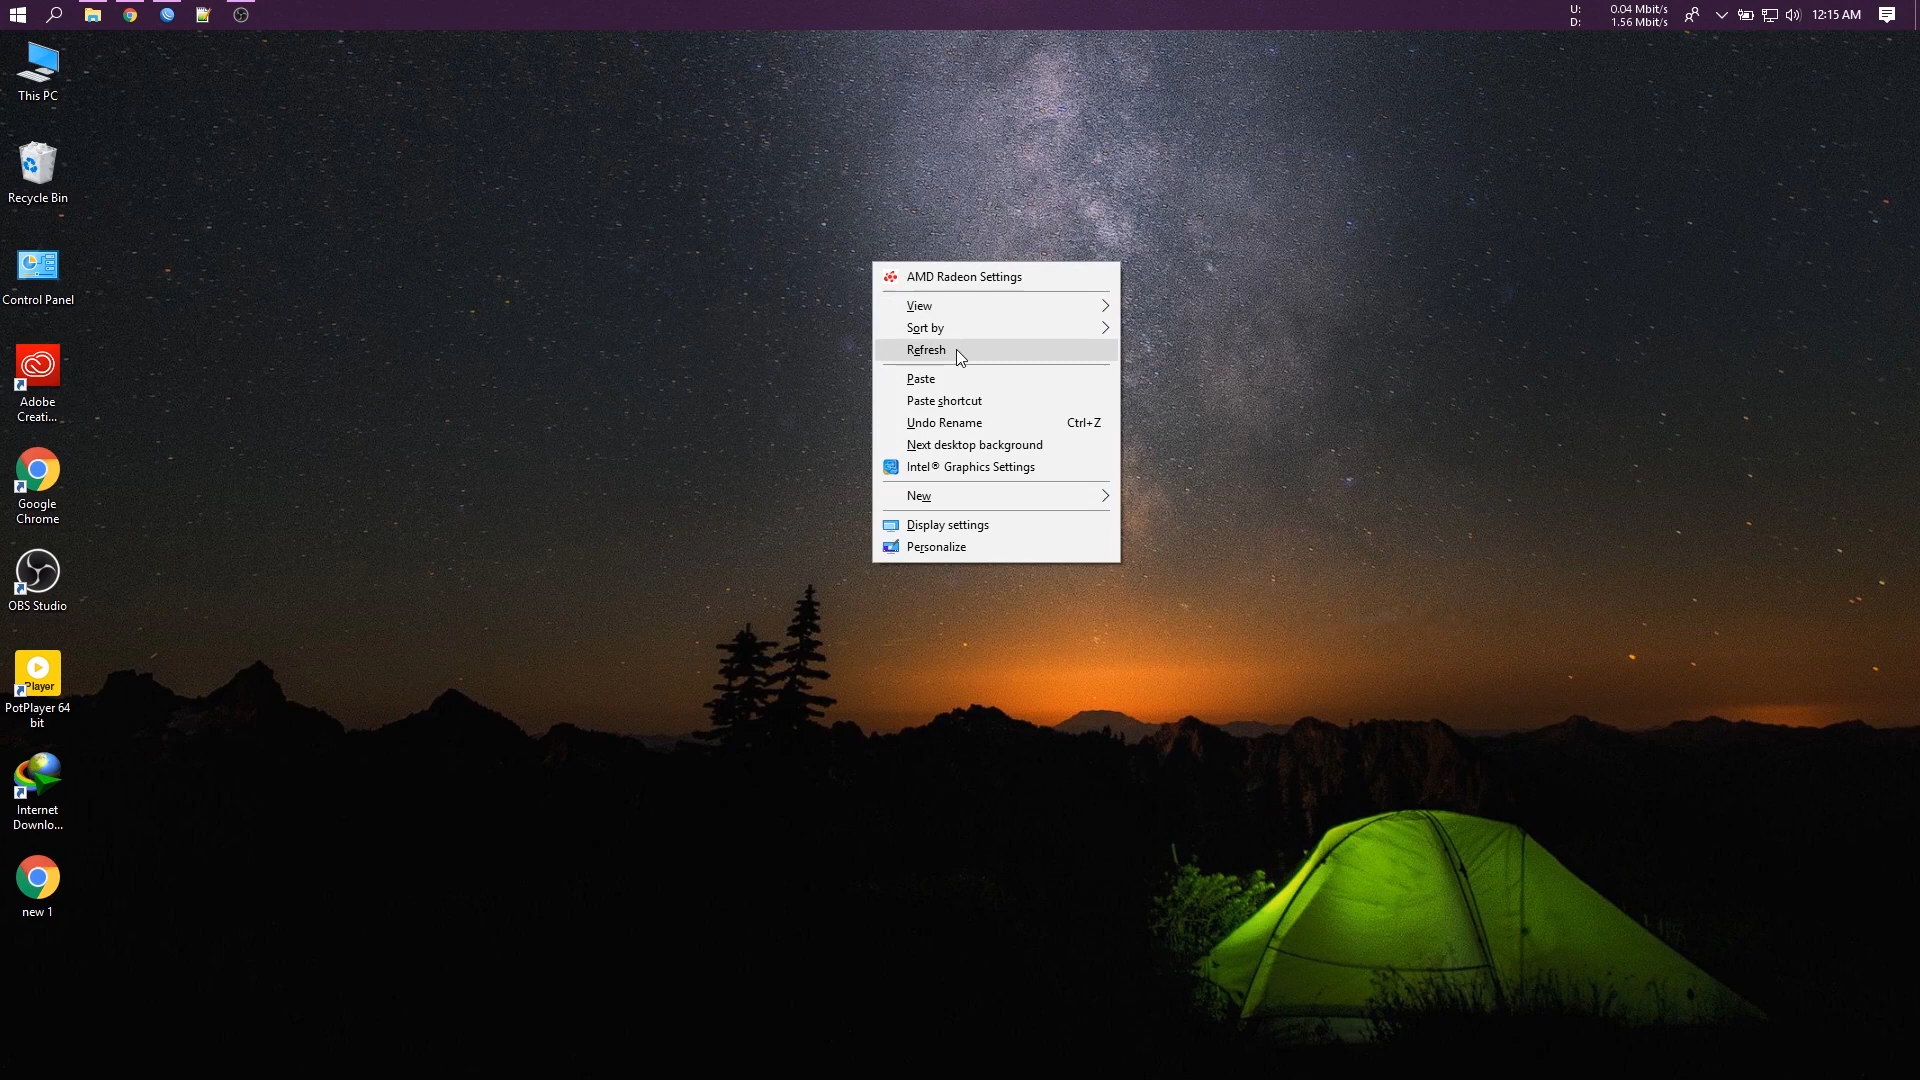 U: 0.04 Mbit/s
D: 1.56 Mbit/s
12:15 AM
This PC
Recycle Bin
Control Panel
Adobe
Creati...
Google
Chrome
OBS Studio
Player
PotPlayer 64
bit
Internet
Downlo...
new 1
AMD Radeon Settings
View
Sort by
Refresh
Paste
Paste shortcut
Undo Rename Ctrl+Z
Next desktop background
Intel® Graphics Settings
New
Display settings
Personalize